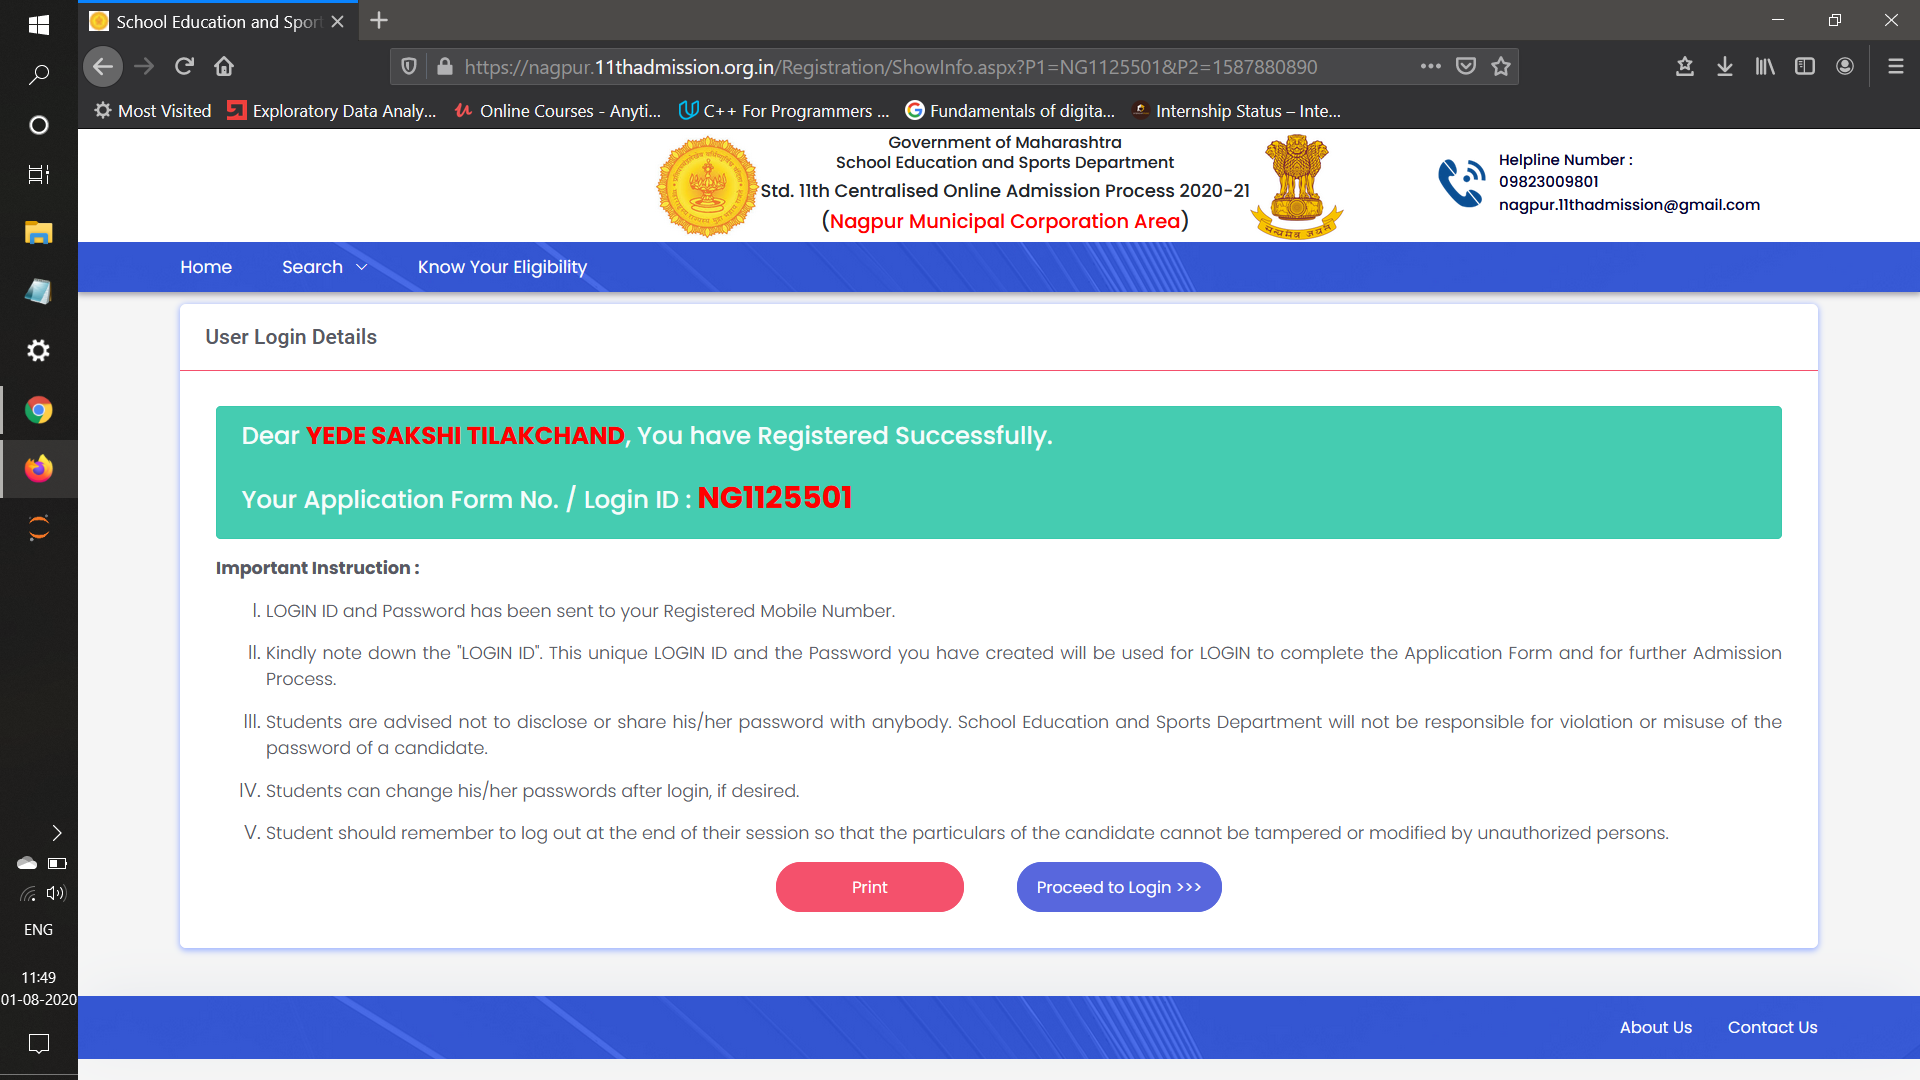 School Education and Spor
https://nagpur.11thadmission.org.in/Registration/ShowInfo.aspx?P1=NG1125501&P2=1587880890
Most Visited Exploratory Data Analy... Online Courses - Anyti... C++ For Programmers ... Fundamentals of digita... Internship Status – Inte...
Government of Maharashtra
School Education and Sports Department
Std. 11th Centralised Online Admission Process 2020-21
(Nagpur Municipal Corporation Area)
सत्यमेव जयते
Helpline Number :
09823009801
nagpur.11thadmission@gmail.com
Home Search Know Your Eligibility
User Login Details
Dear YEDE SAKSHI TILAKCHAND, You have Registered Successfully.
Your Application Form No. / Login ID : NG1125501
Important Instruction :
I. LOGIN ID and Password has been sent to your Registered Mobile Number.
II. Kindly note down the "LOGIN ID". This unique LOGIN ID and the Password you have created will be used for LOGIN to complete the Application Form and for further Admission
Process.
III. Students are advised not to disclose or share his/her password with anybody. School Education and Sports Department will not be responsible for violation or misuse of the
password of a candidate.
IV. Students can change his/her passwords after login, if desired.
V. Student should remember to log out at the end of their session so that the particulars of the candidate cannot be tampered or modified by unauthorized persons.
Print Proceed to Login >>>
About Us Contact Us
ENG
11:49
01-08-2020